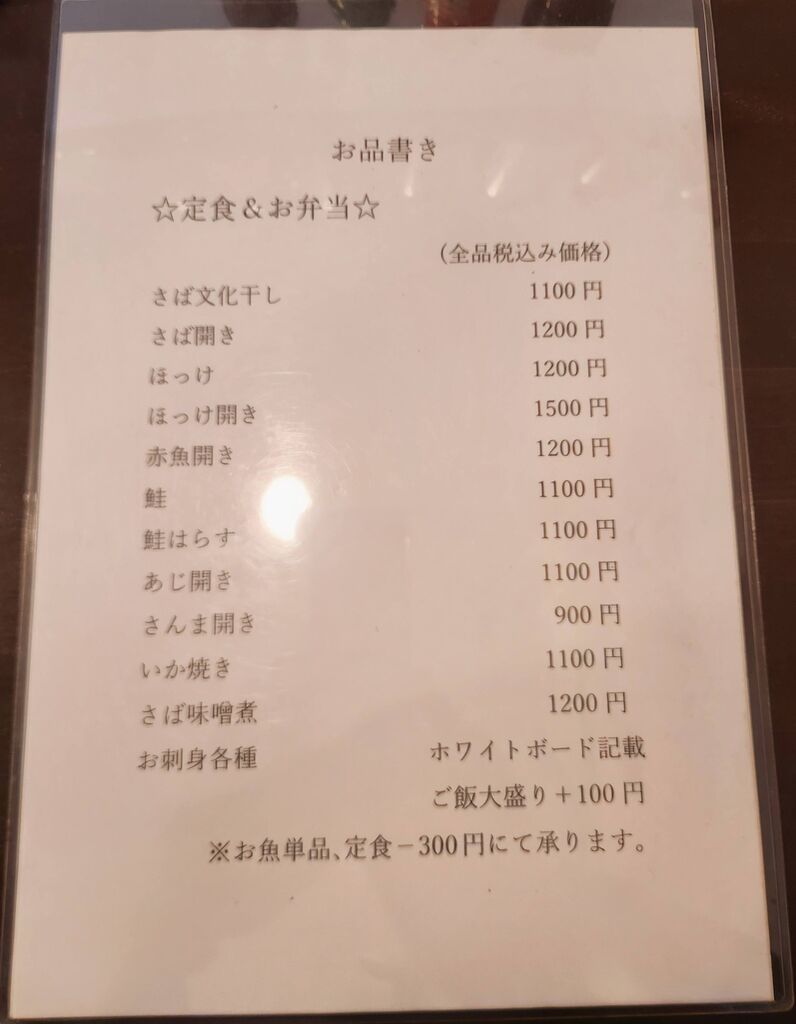 お品書き
☆定食＆お弁当☆
（全品税込み価格）
さば文化干し 1100円
さば開き 1200円
ほっけ 1200円
ほっけ開き 1500円
赤魚開き 1200円
鮭 1100円
鮭はらす 1100円
あじ開き 1100円
さんま開き 900円
いか焼き 1100円
さば味噌煮 1200円
お刺身各種 ホワイトボード記載
ご飯大盛り＋100円
※お魚単品、定食－300円にて承ります。